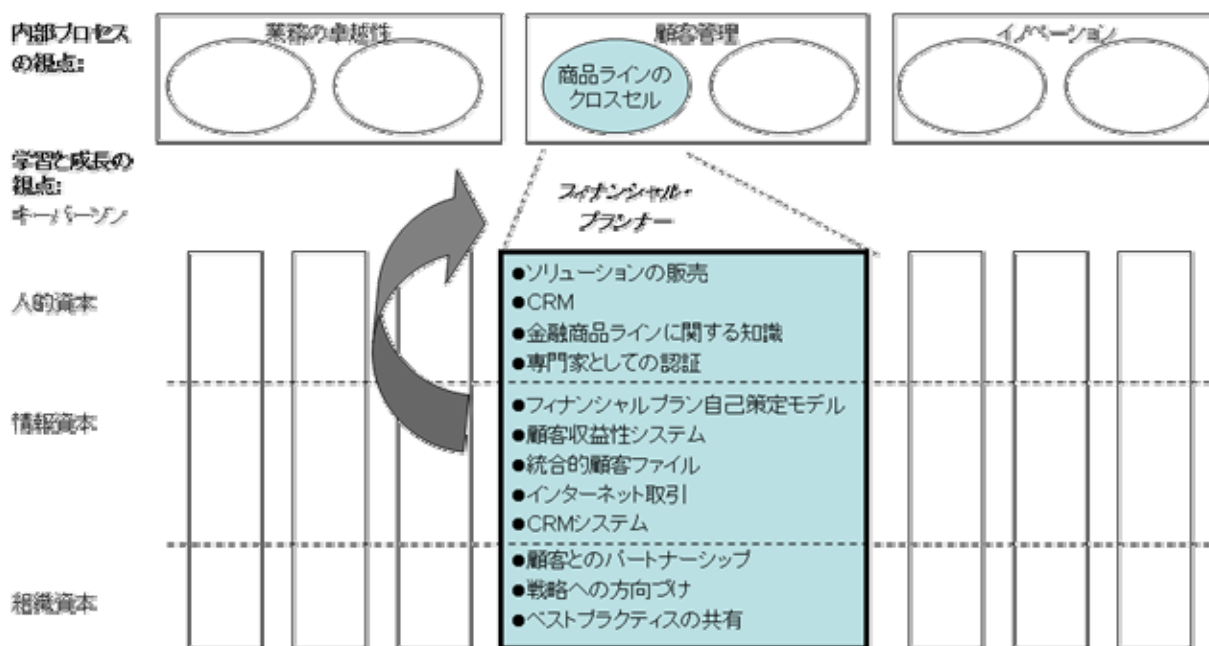 内部プロセス
の視点:
業務の卓越性
顧客管理
イノベーション
商品ラインの
クロスセル
学習と成長の
視点:
キーパーソン
フィナンシャル・
プランナー
人的資本
●ソリューションの販売
●CRM
●金融商品ラインに関する知識
●専門家としての認証
情報資本
●フィナンシャルプラン自己策定モデル
●顧客収益性システム
●統合的顧客ファイル
●インターネット取引
●CRMシステム
組織資本
●顧客とのパートナーシップ
●戦略への方向づけ
●ベストプラクティスの共有